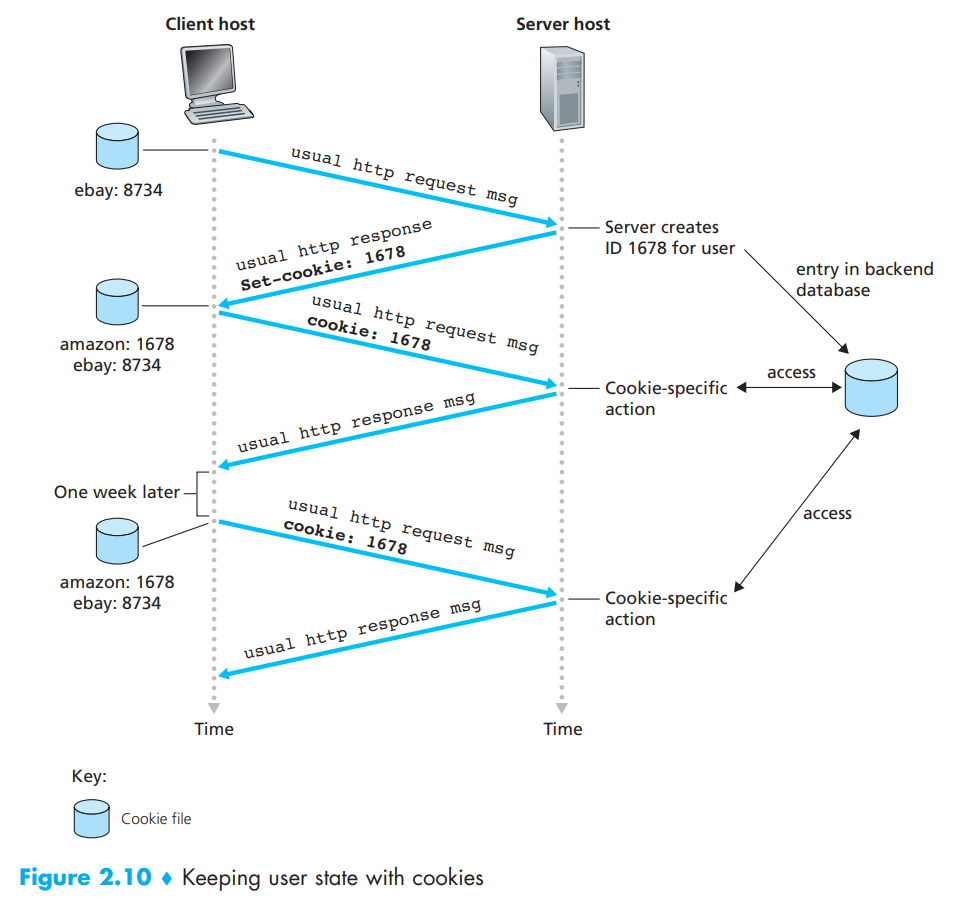 Client host
Server host
usual http request msg
ebay: 8734
Server creates
ID 1678 for user
usual http response
Set-cookie: 1678
entry in backend
database
usual http request msg
cookie: 1678
amazon: 1678
ebay: 8734
access
Cookie-specific
action
usual http response msg
One week later
usual http request msg
cookie: 1678
access
amazon: 1678
ebay: 8734
Cookie-specific
action
usual http response msg
Time
Time
Key:
Cookie file
Figure 2.10 ♦ Keeping user state with cookies